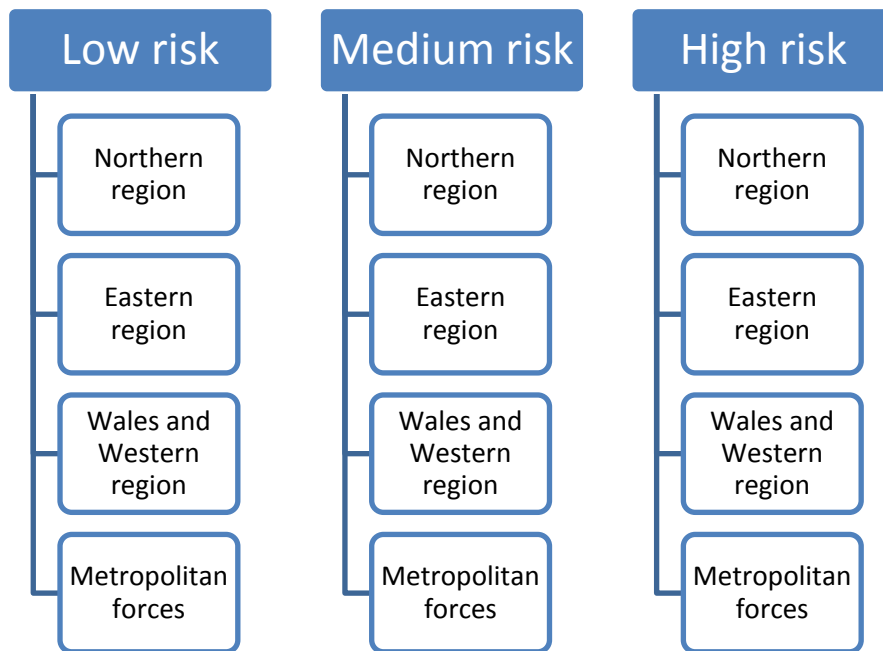 Low risk
Northern
region
Eastern
region
Wales and
Western
region
Metropolitan
forces
Medium risk
Northern
region
Eastern
region
Wales and
Western
region
Metropolitan
forces
High risk
Northern
region
Eastern
region
Wales and
Western
region
Metropolitan
forces